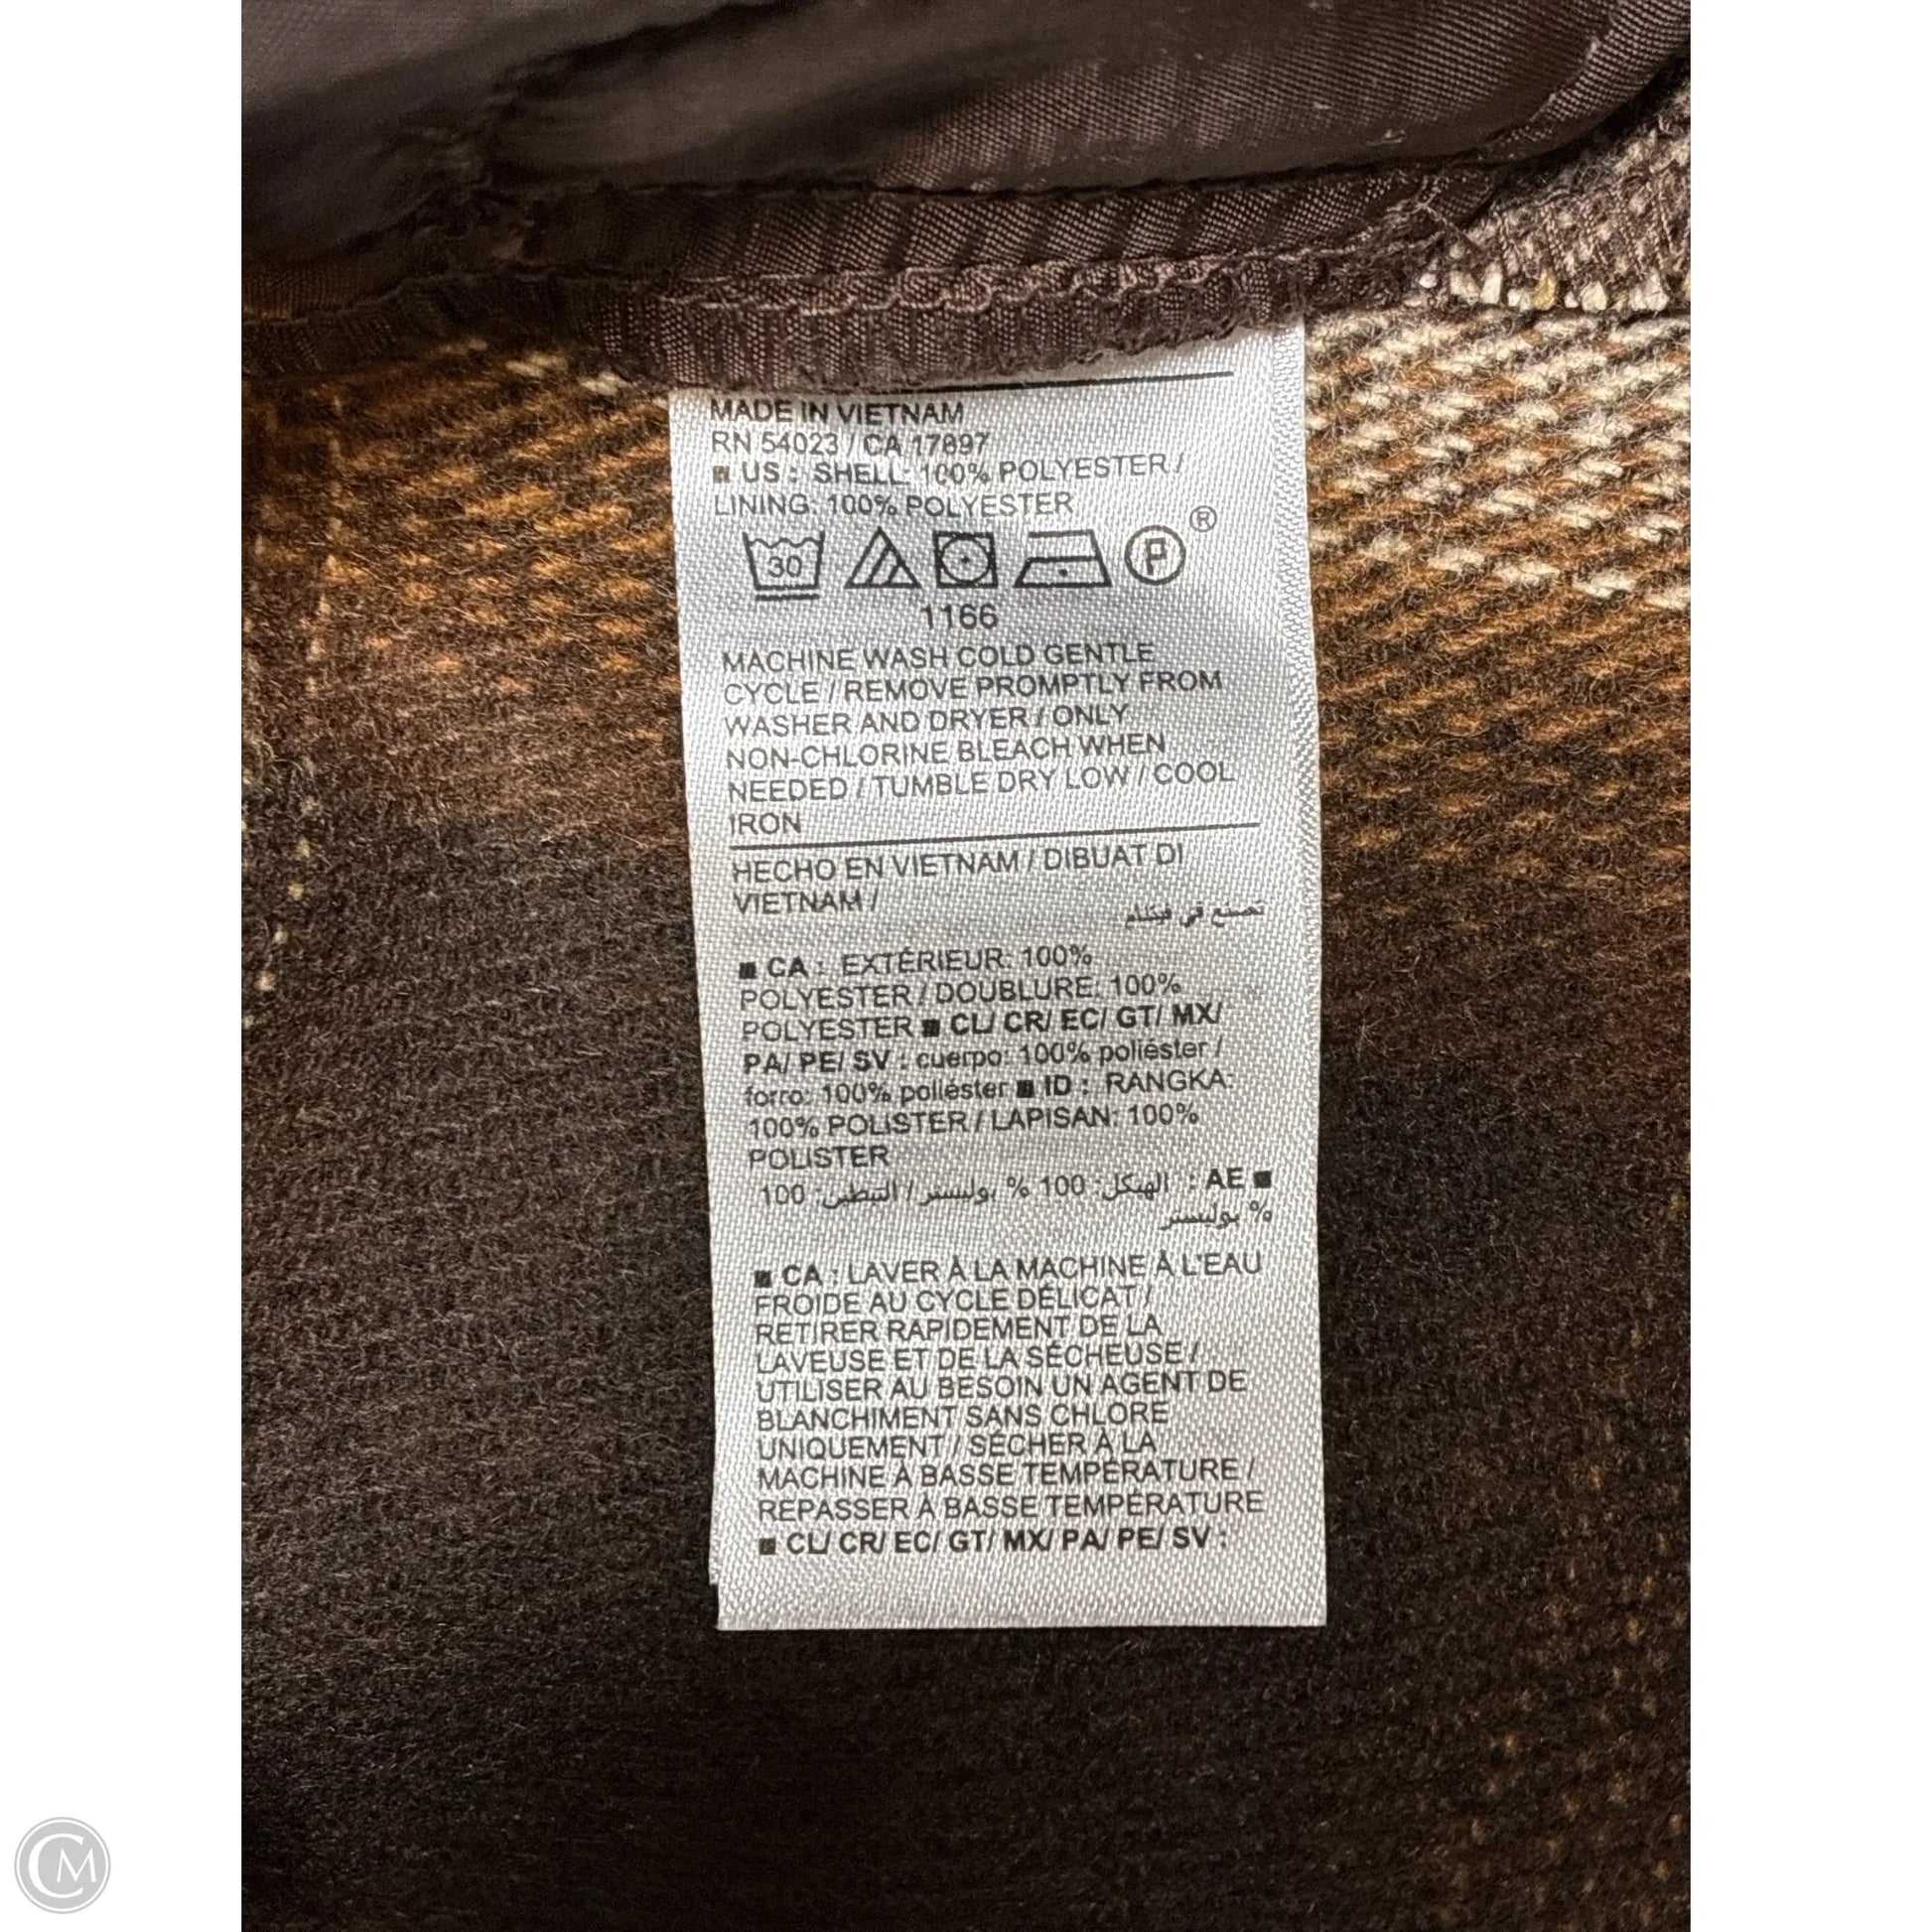 MADE IN VIETNAM
RN 54023 / CA 17897
■ US : SHELL: 100% POLYESTER /
LINING: 100% POLYESTER
30 P ®
1166
MACHINE WASH COLD GENTLE
CYCLE / REMOVE PROMPTLY FROM
WASHER AND DRYER / ONLY
NON-CHLORINE BLEACH WHEN
NEEDED / TUMBLE DRY LOW / COOL
IRON
HECHO EN VIETNAM / DIBUAT DI
VIETNAM /
تصنع في فيتنام
■ CA : EXTÉRIEUR: 100%
POLYESTER / DOUBLURE: 100%
POLYESTER ■ CL/ CR/ EC/ GT/ MX/
PA/ PE/ SV : cuerpo: 100% poliéster /
forro: 100% poliéster ■ ID : RANGKA:
100% POLISTER / LAPISAN: 100%
POLISTER
■ AE : الهيكل: 100 % بوليستر / التبطين: 100
% بوليستر
■ CA : LAVER À LA MACHINE À L'EAU
FROIDE AU CYCLE DÉLICAT /
RETIRER RAPIDEMENT DE LA
LAVEUSE ET DE LA SÉCHEUSE /
UTILISER AU BESOIN UN AGENT DE
BLANCHIMENT SANS CHLORE
UNIQUEMENT / SÉCHER À LA
MACHINE À BASSE TEMPÉRATURE /
REPASSER À BASSE TEMPÉRATURE
■ CL/ CR/ EC/ GT/ MX/ PA/ PE/ SV :
CM